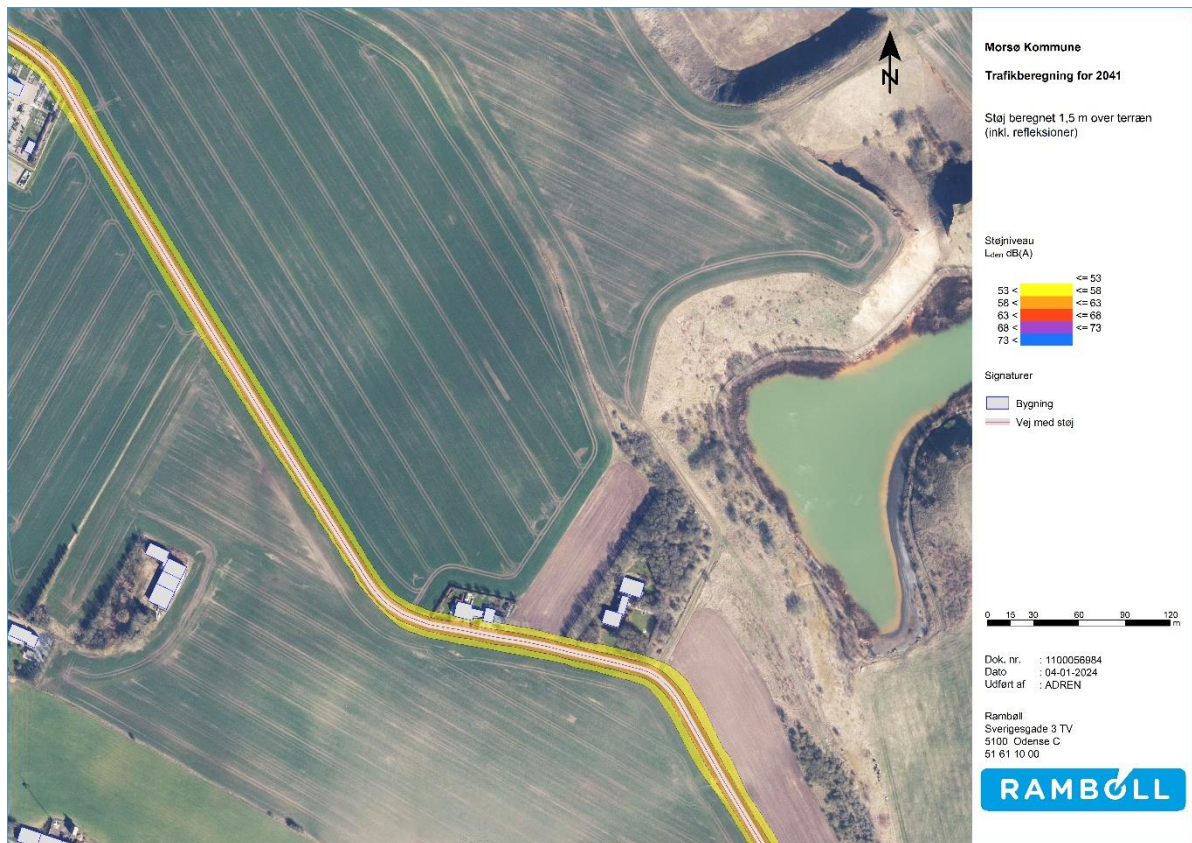 N
Morsø Kommune
Trafikberegning for 2041
Støj beregnet 1,5 m over terræn
(inkl. refleksioner)
Støjniveau
Lden dB(A)
<= 53
53 < <= 58
58 < <= 63
63 < <= 68
68 < <= 73
73 <
Signaturer
Bygning
Vej med støj
0 15 30 60 90 120
m
Dok. nr. : 1100056984
Dato : 04-01-2024
Udført af : ADREN
Rambøll
Sverigesgade 3 TV
5100 Odense C
51 61 10 00
RAMBOLL